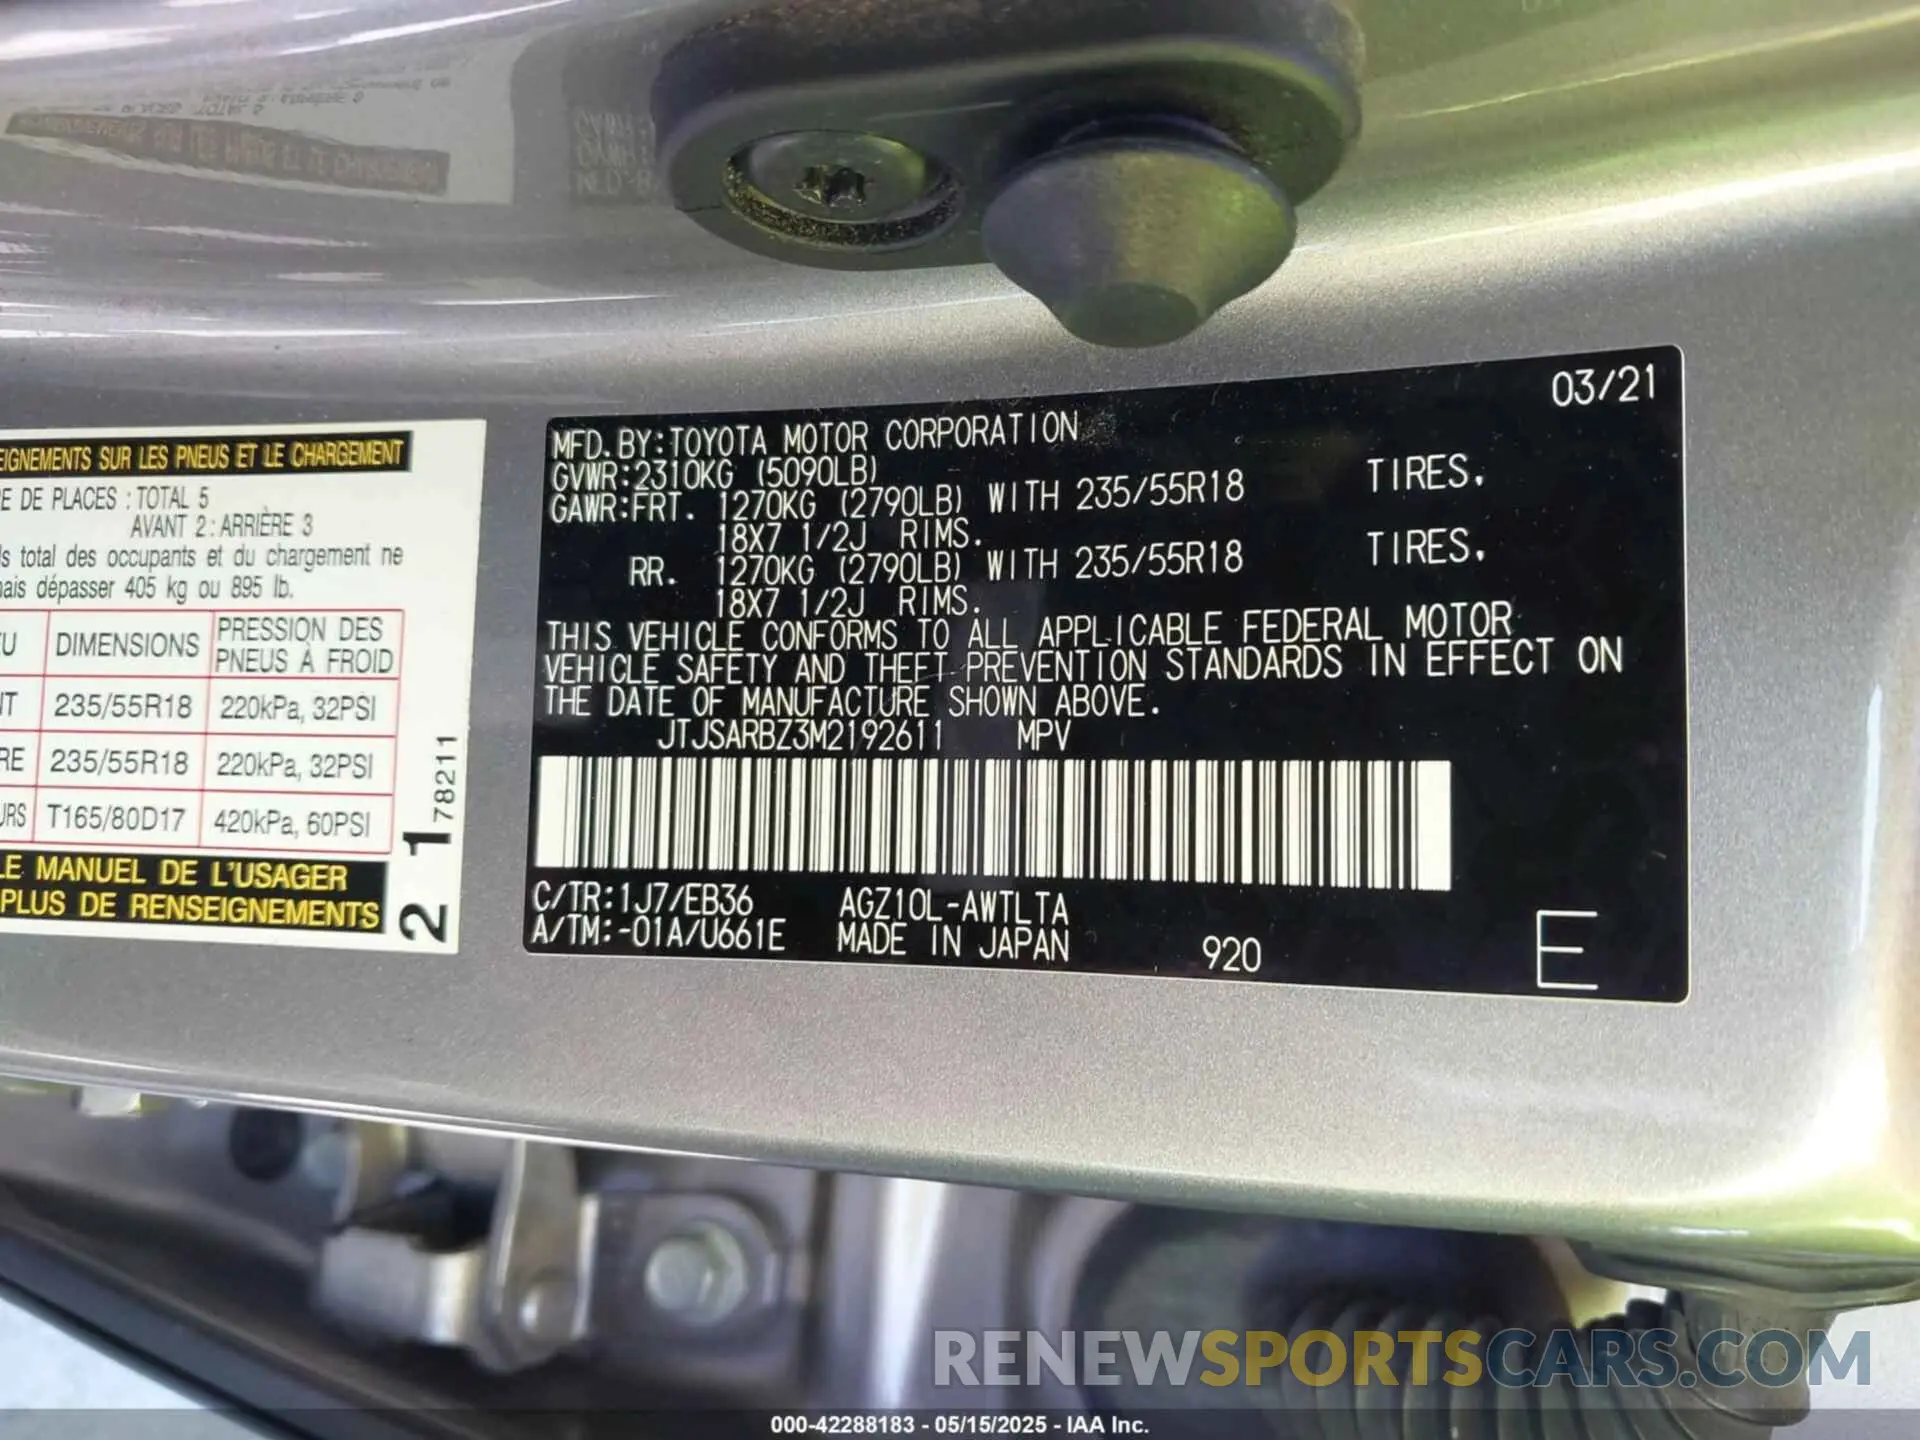 EIGNEMENTS SUR LES PNEUS ET LE CHARGEMENT
RE DE PLACES : TOTAL 5
AVANT 2 : ARRIÈRE 3
s total des occupants et du chargement ne
mais dépasser 405 kg ou 895 lb.
U DIMENSIONS PRESSION DES
PNEUS À FROID
NT 235/55R18 220kPa, 32PSI
RE 235/55R18 220kPa, 32PSI
URS T165/80D17 420kPa, 60PSI
LE MANUEL DE L'USAGER
PLUS DE RENSEIGNEMENTS
2 1 78211
03/21
MFD. BY:TOYOTA MOTOR CORPORATION
GVWR:2310KG (5090LB)
GAWR:FRT. 1270KG (2790LB) WITH 235/55R18 TIRES,
18X7 1/2J RIMS.
RR. 1270KG (2790LB) WITH 235/55R18 TIRES,
18X7 1/2J RIMS.
THIS VEHICLE CONFORMS TO ALL APPLICABLE FEDERAL MOTOR
VEHICLE SAFETY AND THEFT PREVENTION STANDARDS IN EFFECT ON
THE DATE OF MANUFACTURE SHOWN ABOVE.
JTJSARBZ3M2192611 MPV
C/TR:1J7/EB36 AGZ10L-AWTLTA
A/TM:-01A/U661E MADE IN JAPAN 920 E
RENEWSPORTSCARS.COM
000-42288183 - 05/15/2025 - IAA Inc.